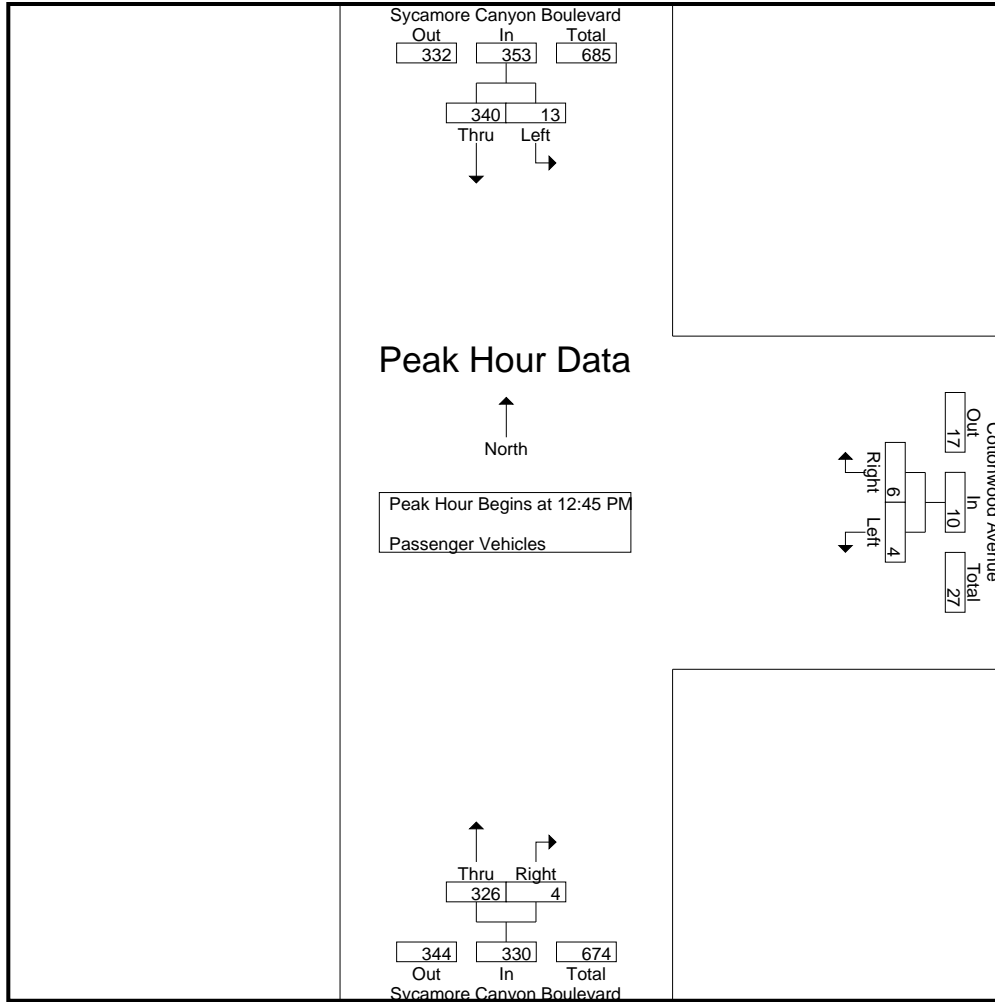 Sycamore Canyon Boulevard
Out In Total
332 353 685
340 13
Thru Left
Peak Hour Data
North
Peak Hour Begins at 12:45 PM
Passenger Vehicles
Cottonwood Avenue
Out In Total
17 10 27
6 4
Right Left
Thru Right
326 4
344 330 674
Out In Total
Sycamore Canyon Boulevard